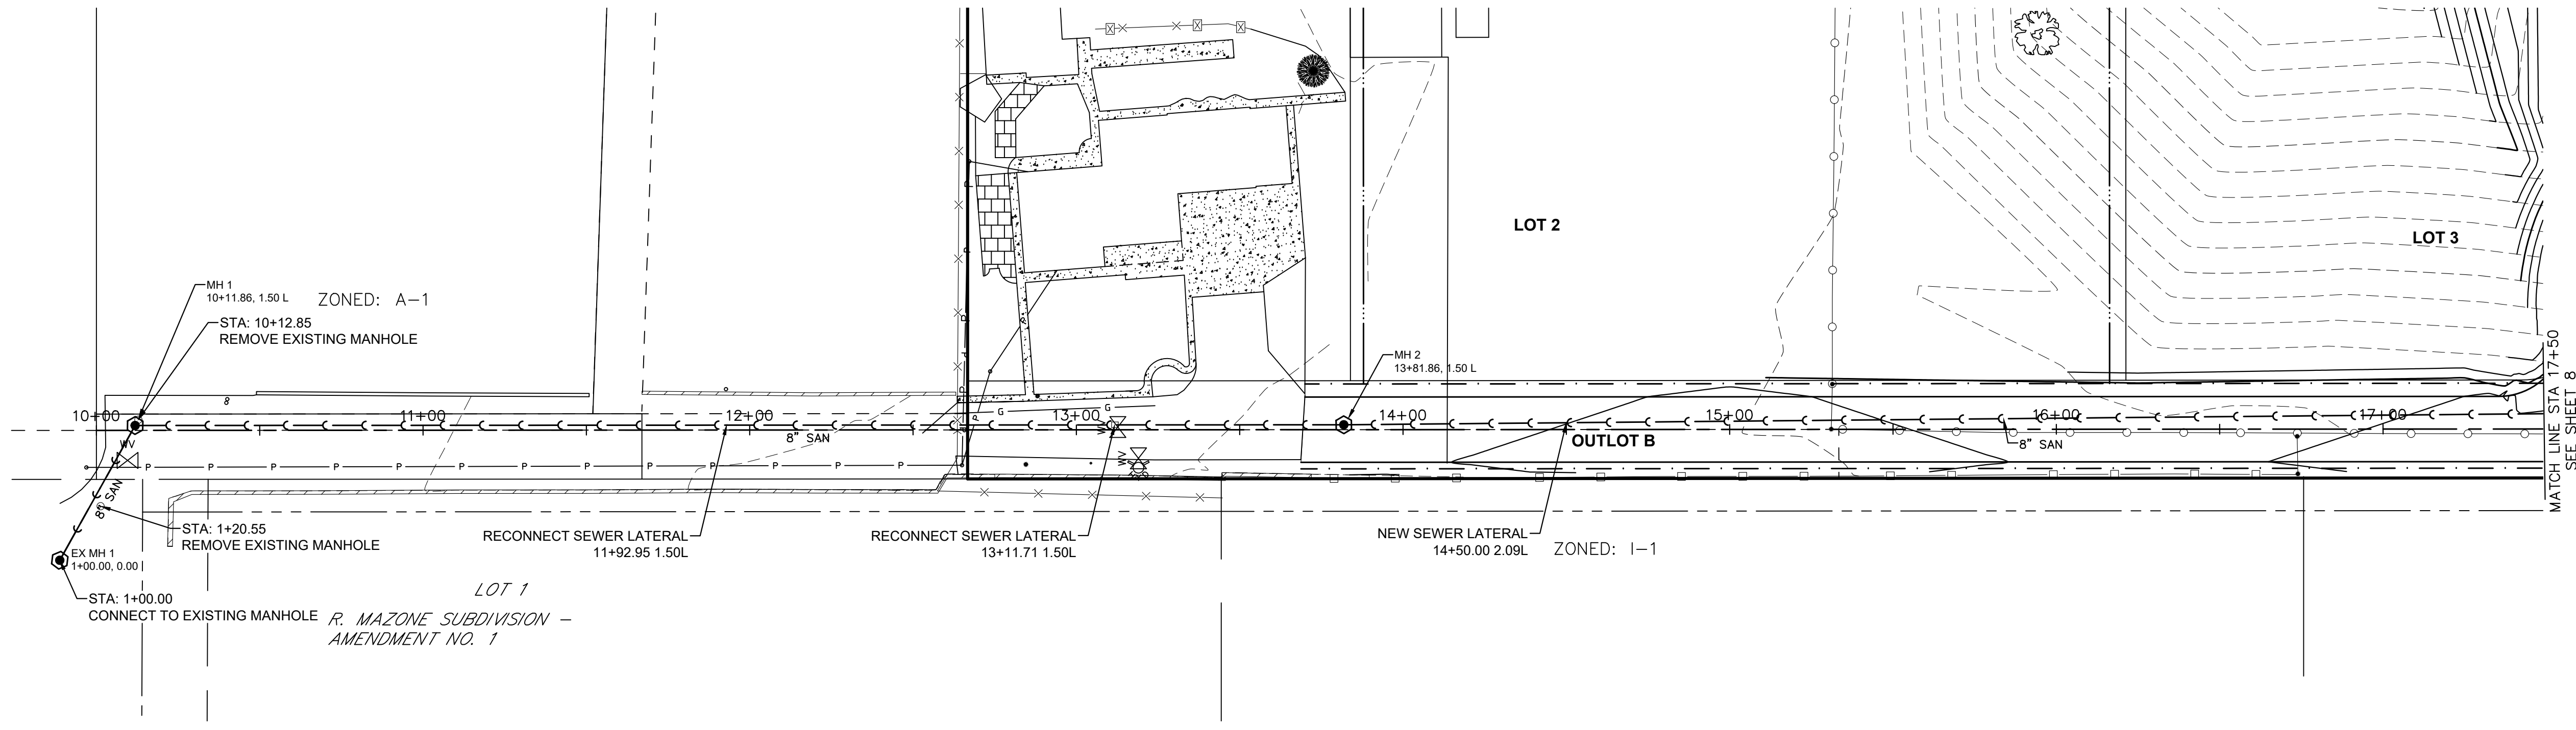 LOT 2
LOT 3
MH 1
10+11.86, 1.50 L
ZONED: A-1
STA: 10+12.85
REMOVE EXISTING MANHOLE
MH 2
13+81.86, 1.50 L
10+00
11+00
12+00
13+00
14+00
15+00
16+00
17+00
8
G
G
P
8" SAN
OUTLOT B
8" SAN
WV
WV
WV
P P P P P P P P P P P P P
8" SAN
STA: 1+20.55
REMOVE EXISTING MANHOLE
EX MH 1
1+00.00, 0.00
STA: 1+00.00
CONNECT TO EXISTING MANHOLE
RECONNECT SEWER LATERAL
11+92.95 1.50L
RECONNECT SEWER LATERAL
13+11.71 1.50L
NEW SEWER LATERAL
14+50.00 2.09L
ZONED: I-1
LOT 1
R. MAZONE SUBDIVISION -
AMENDMENT NO. 1
MATCH LINE STA 17+50
SEE SHEET 8